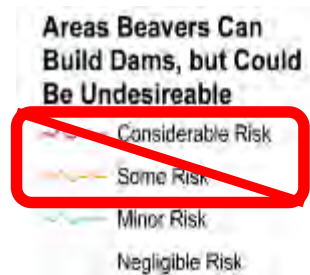 Areas Beavers Can
Build Dams, but Could
Be Undesireable
Considerable Risk
Some Risk
Minor Risk
Negligible Risk